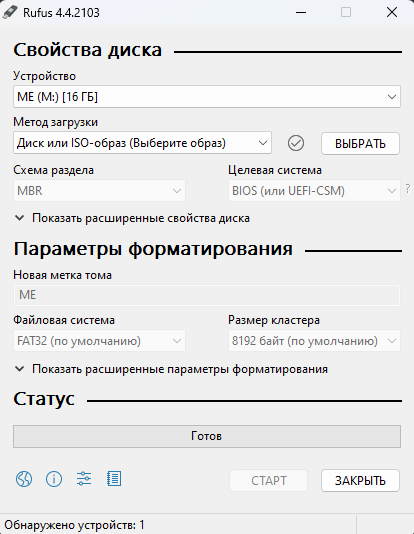 Rufus 4.4.2103
Свойства диска
Устройство
ME (M:) [16 ГБ]
Метод загрузки
Диск или ISO-образ (Выберите образ)
ВЫБРАТЬ
Схема раздела
Целевая система
MBR
BIOS (или UEFI-CSM)
?
Показать расширенные свойства диска
Параметры форматирования
Новая метка тома
ME
Файловая система
Размер кластера
FAT32 (по умолчанию)
8192 байт (по умолчанию)
Показать расширенные параметры форматирования
Статус
Готов
СТАРТ
ЗАКРЫТЬ
Обнаружено устройств: 1